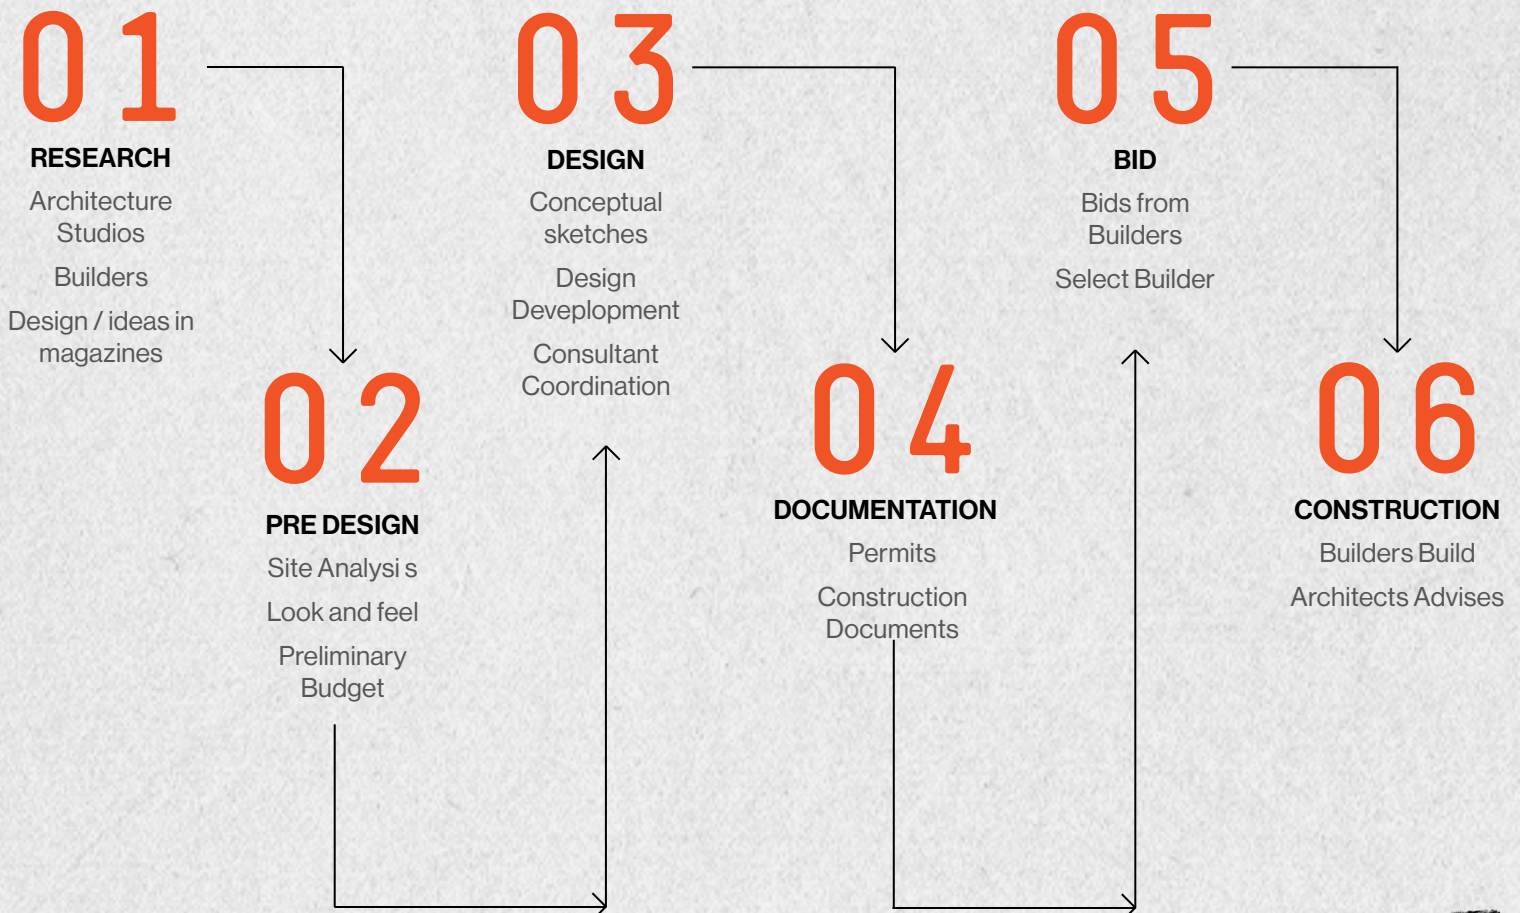 01
RESEARCH
Architecture
Studios
Builders
Design / ideas in
magazines
02
PRE DESIGN
Site Analysi s
Look and feel
Preliminary
Budget
03
DESIGN
Conceptual
sketches
Design
Deveplopment
Consultant
Coordination
04
DOCUMENTATION
Permits
Construction
Documents
05
BID
Bids from
Builders
Select Builder
06
CONSTRUCTION
Builders Build
Architects Advises